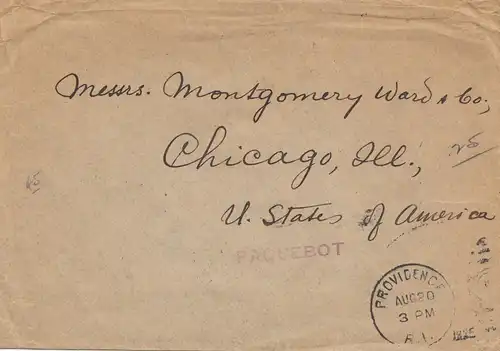 Messrs. Montgomery Ward & Co.,
Chicago, Ill.,
U. States of America
PAQUEBOT
PROVIDENCE
AUG 20
3 PM
R.I.